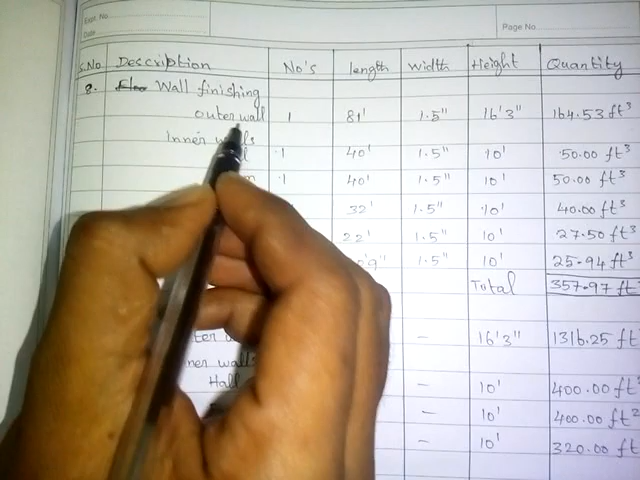 Expt. No.
Date
Page No.
S.No Description No's length width Height Quantity
8. Wall finishing
Outer wall 1 81' 1.5" 16'3" 164.53 ft³
Inner walls
1 40' 1.5" 10' 50.00 ft³
1 40' 1.5" 10' 50.00 ft³
32' 1.5" 10' 40.00 ft³
22' 1.5" 10' 27.50 ft³
1.5" 10' 25.94 ft³
Total 357.97 ft³
– 16'3" 1316.25 ft
Hall – 10' 400.00 ft²
– 10' 400.00 ft²
– 10' 320.00 ft²